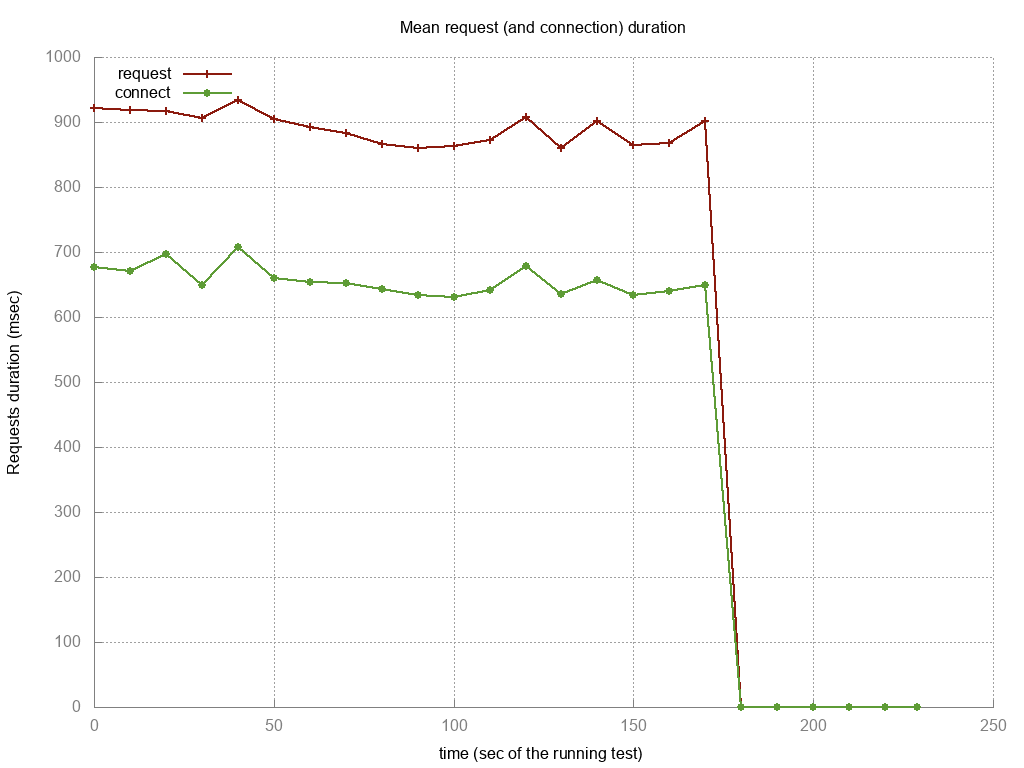 Mean request (and connection) duration
1000
900
800
700
600
500
400
300
200
100
0
request
connect
Requests duration (msec)
0 50 100 150 200 250
time (sec of the running test)